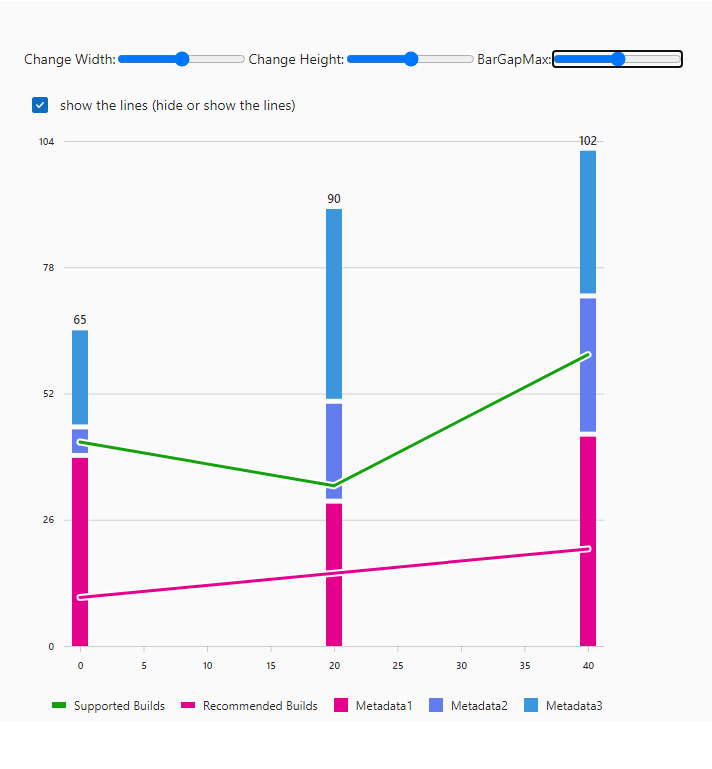 Change Width: Change Height: BarGapMax:
show the lines (hide or show the lines)
104
102
90
78
65
52
26
0
0 5 10 15 20 25 30 35 40
Supported Builds Recommended Builds Metadata1 Metadata2 Metadata3